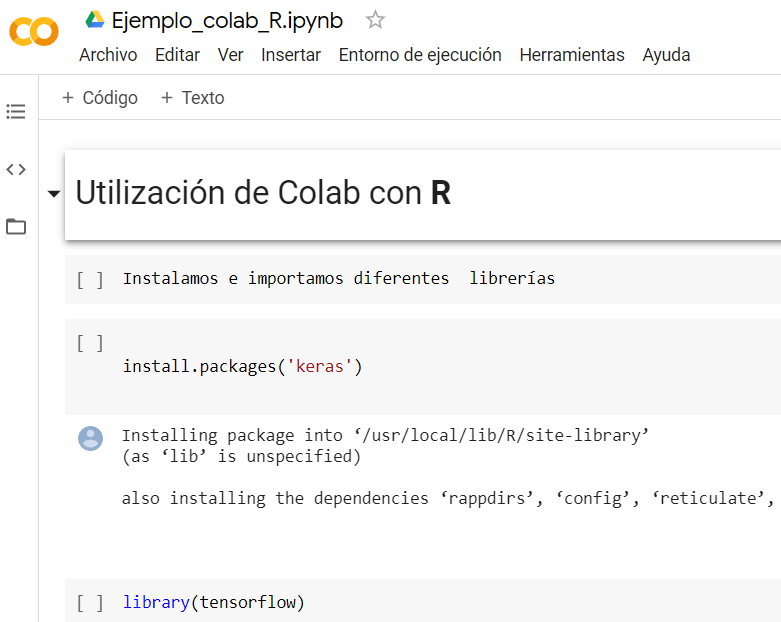 Ejemplo_colab_R.ipynb
Archivo Editar Ver Insertar Entorno de ejecución Herramientas Ayuda
+ Código + Texto
Utilización de Colab con R
[ ] Instalamos e importamos diferentes  librerías
[ ]
install.packages('keras')
Installing package into ‘/usr/local/lib/R/site-library’
(as ‘lib’ is unspecified)
also installing the dependencies ‘rappdirs’, ‘config’, ‘reticulate’,
[ ] library(tensorflow)